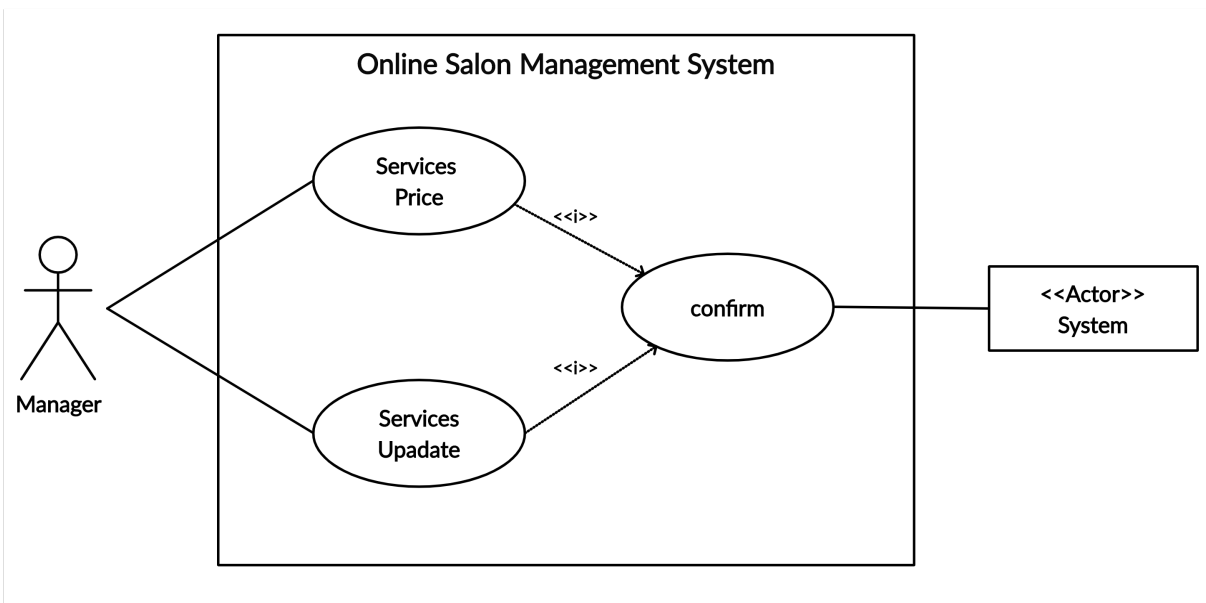 Online Salon Management System
Services
Price
<<i>>
confirm
<<Actor>>
System
<<i>>
Manager
Services
Upadate